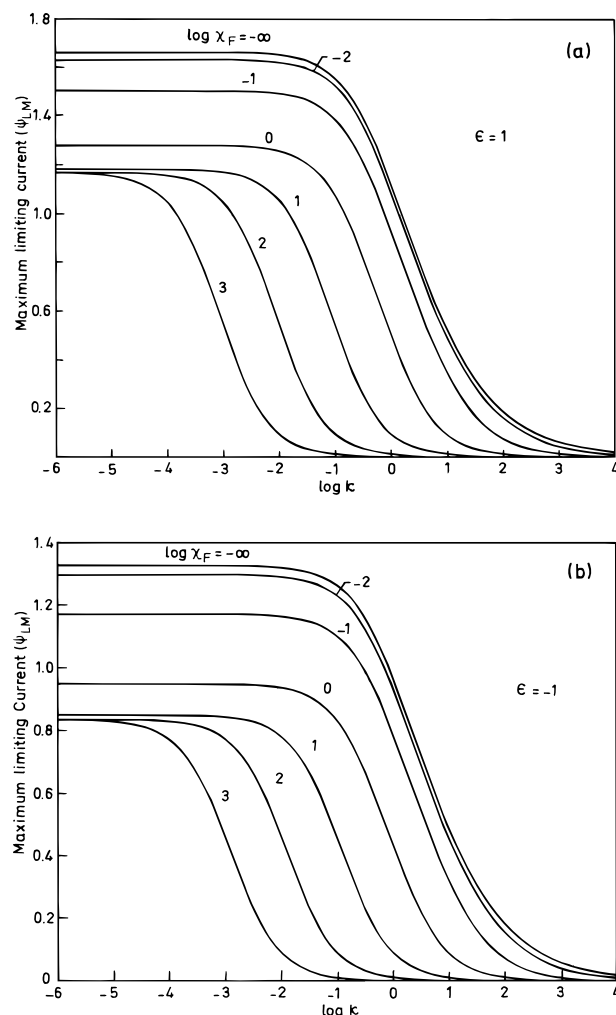 1.8
log χF = -∞
-2
(a)
1.4
-1
0
ϵ = 1
Maximum limiting current (ψLM)
1
1.0
2
3
0.6
0.2
-6 -5 -4 -3 -2 -1 0 1 2 3 4
log κ
1.4
log χF = -∞
(b)
-2
1.2
-1
1.0
0
ϵ = -1
Maximum limiting Current (ψLM)
0.8
1
2
3
0.6
0.4
0.2
0
-6 -5 -4 -3 -2 -1 0 1 2 3 4
log κ